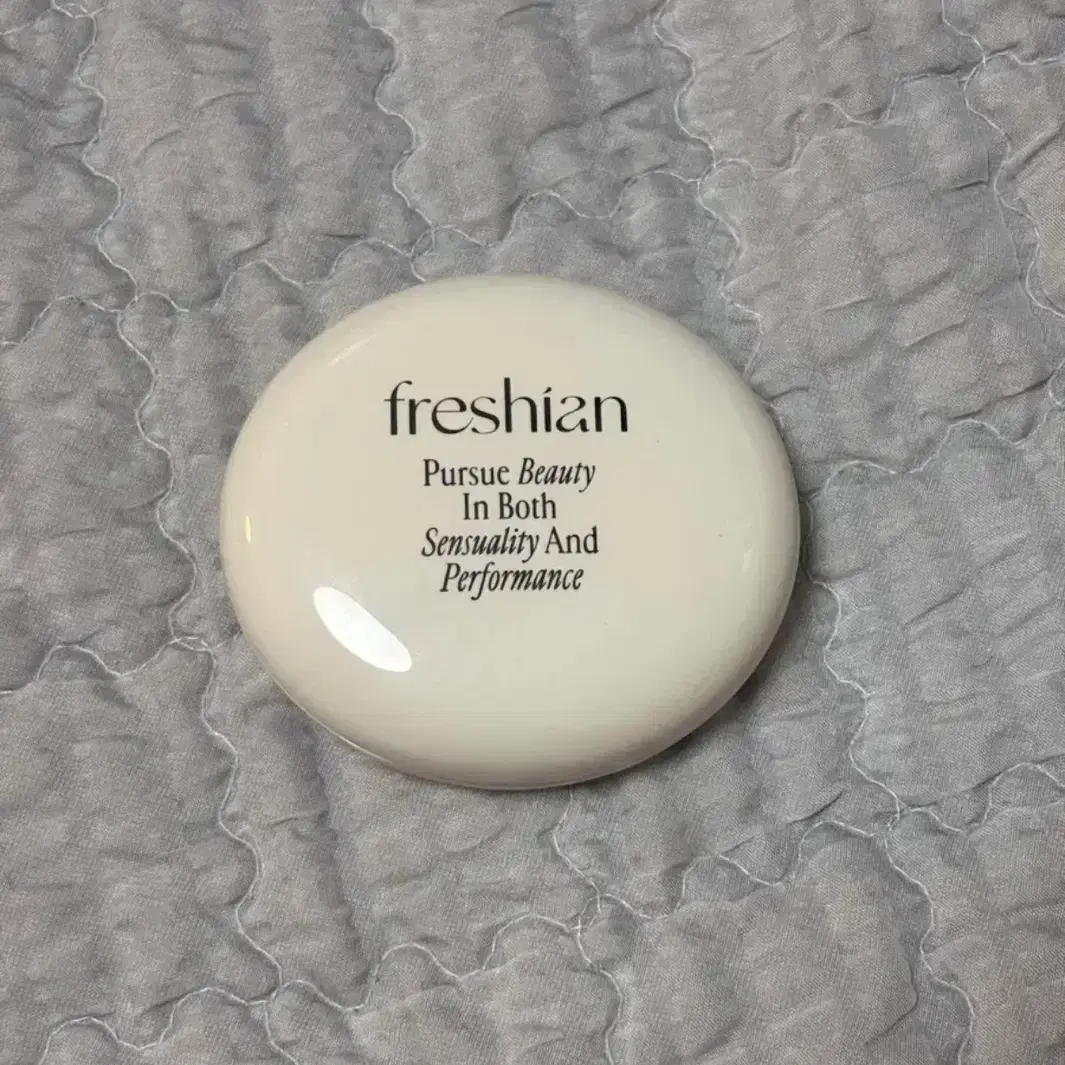 freshian
Pursue Beauty
In Both
Sensuality And
Performance